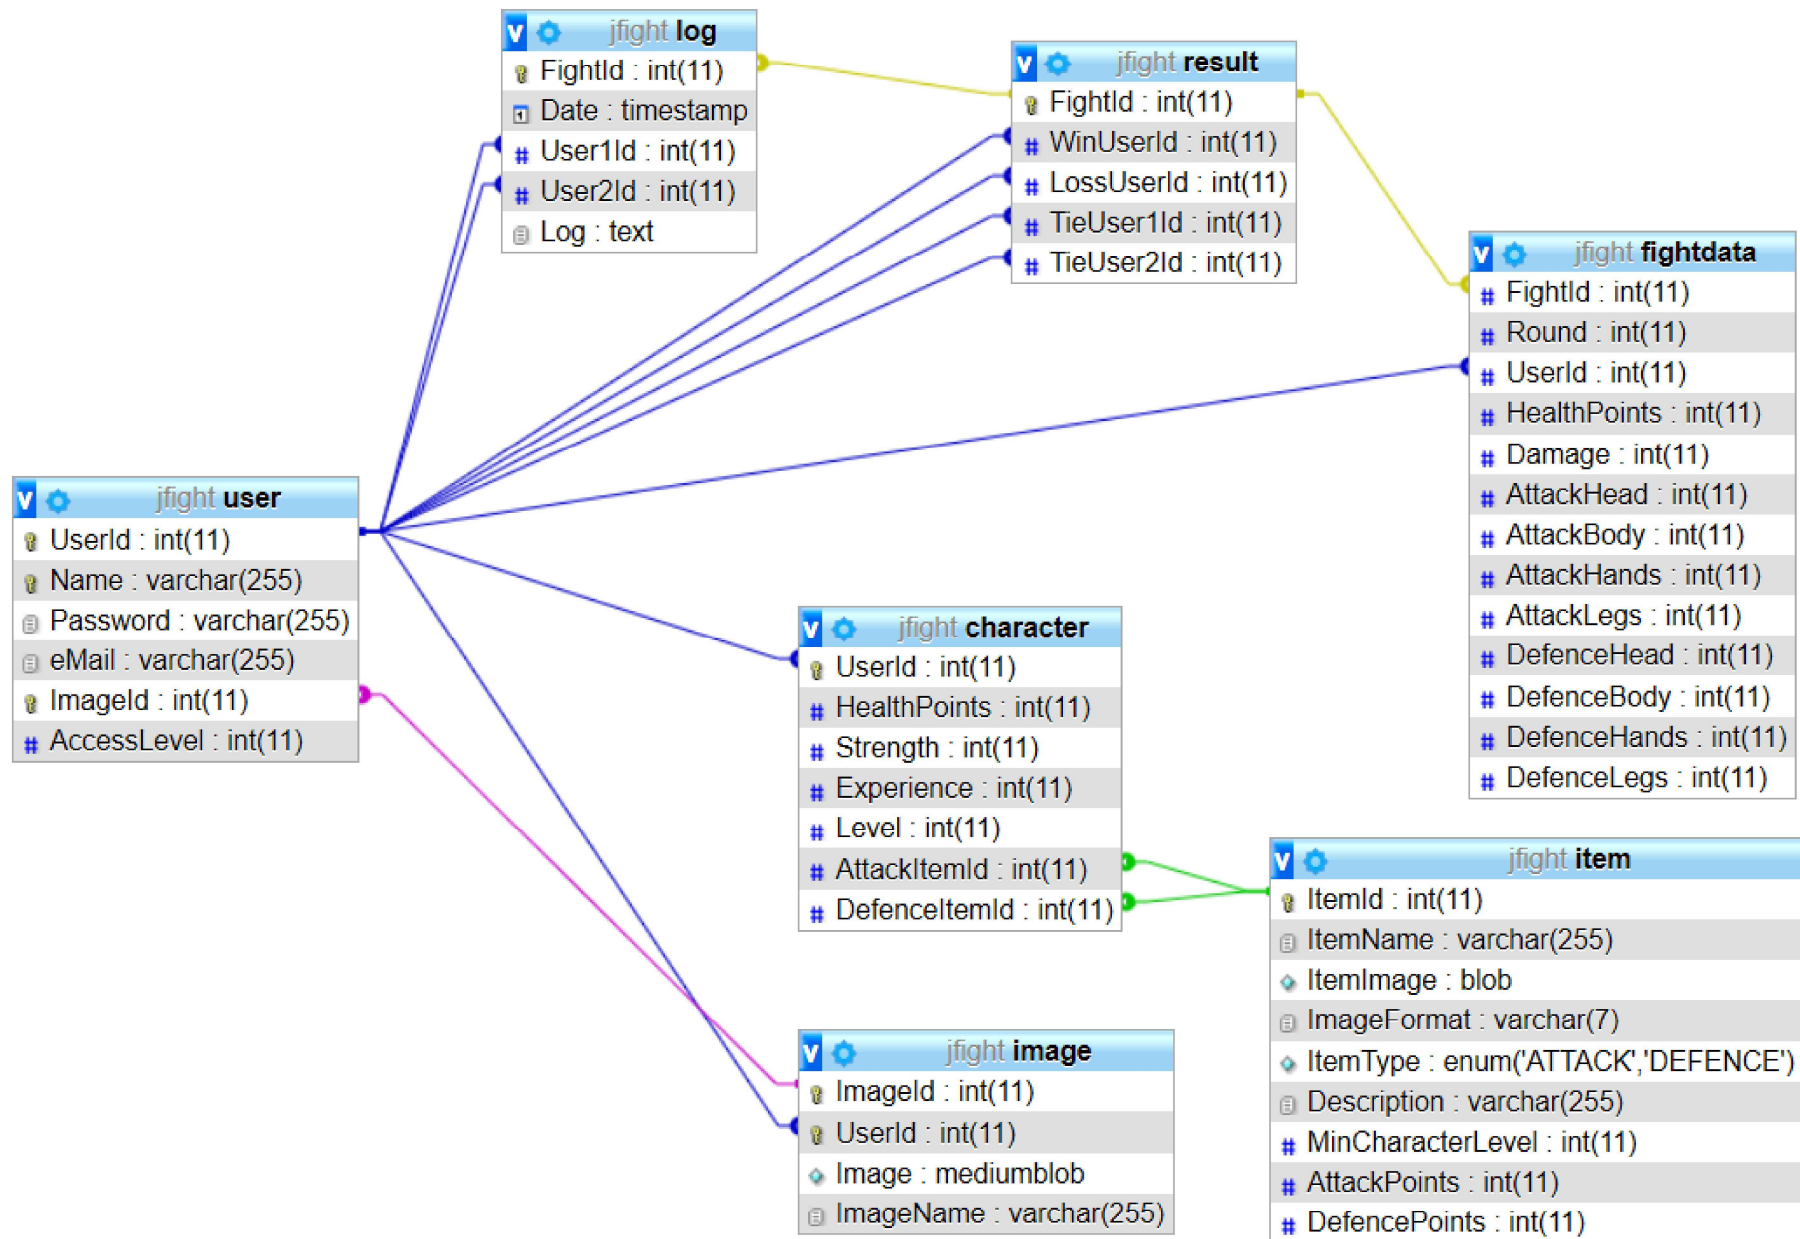 v jfight log
FightId : int(11)
Date : timestamp
User1Id : int(11)
User2Id : int(11)
Log : text
v jfight result
FightId : int(11)
WinUserId : int(11)
LossUserId : int(11)
TieUser1Id : int(11)
TieUser2Id : int(11)
v jfight fightdata
FightId : int(11)
Round : int(11)
UserId : int(11)
HealthPoints : int(11)
Damage : int(11)
AttackHead : int(11)
AttackBody : int(11)
AttackHands : int(11)
AttackLegs : int(11)
DefenceHead : int(11)
DefenceBody : int(11)
DefenceHands : int(11)
DefenceLegs : int(11)
v jfight user
UserId : int(11)
Name : varchar(255)
Password : varchar(255)
eMail : varchar(255)
ImageId : int(11)
AccessLevel : int(11)
v jfight character
UserId : int(11)
HealthPoints : int(11)
Strength : int(11)
Experience : int(11)
Level : int(11)
AttackItemId : int(11)
DefenceItemId : int(11)
v jfight item
ItemId : int(11)
ItemName : varchar(255)
ItemImage : blob
ImageFormat : varchar(7)
ItemType : enum('ATTACK','DEFENCE')
Description : varchar(255)
MinCharacterLevel : int(11)
AttackPoints : int(11)
DefencePoints : int(11)
v jfight image
ImageId : int(11)
UserId : int(11)
Image : mediumblob
ImageName : varchar(255)